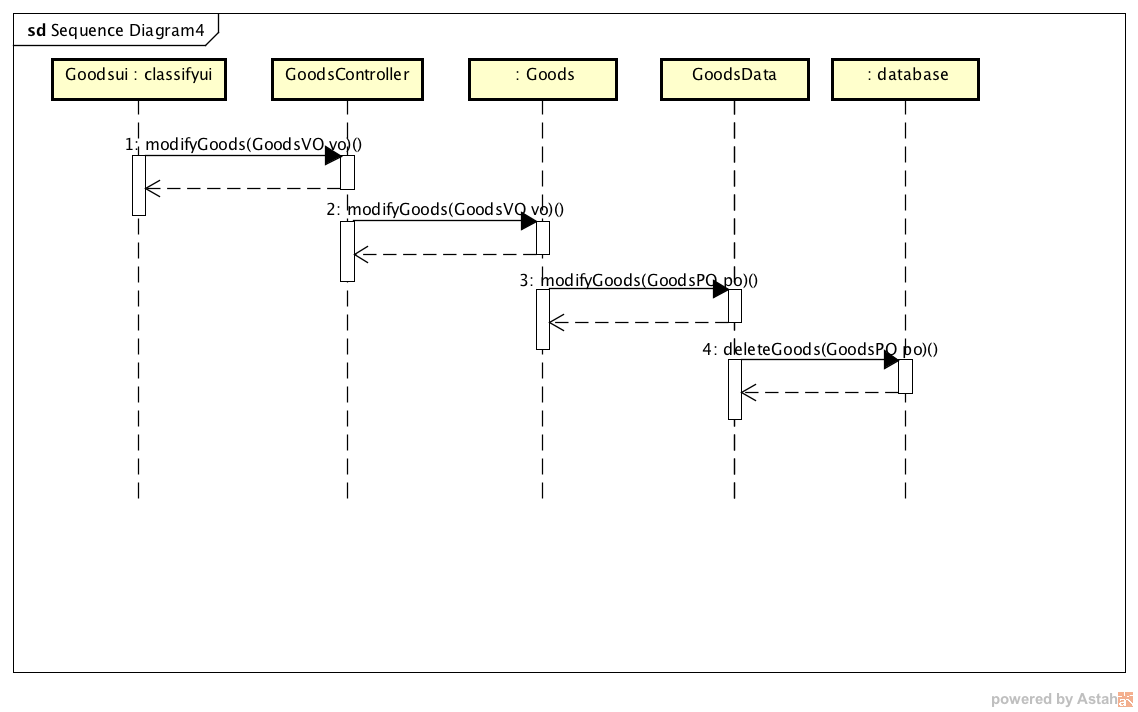 sd Sequence Diagram4
Goodsui : classifyui
GoodsController
: Goods
GoodsData
: database
1: modifyGoods(GoodsVO vo)()
2: modifyGoods(GoodsVO vo)()
3: modifyGoods(GoodsPO po)()
4: deleteGoods(GoodsPO po)()
powered by Astah